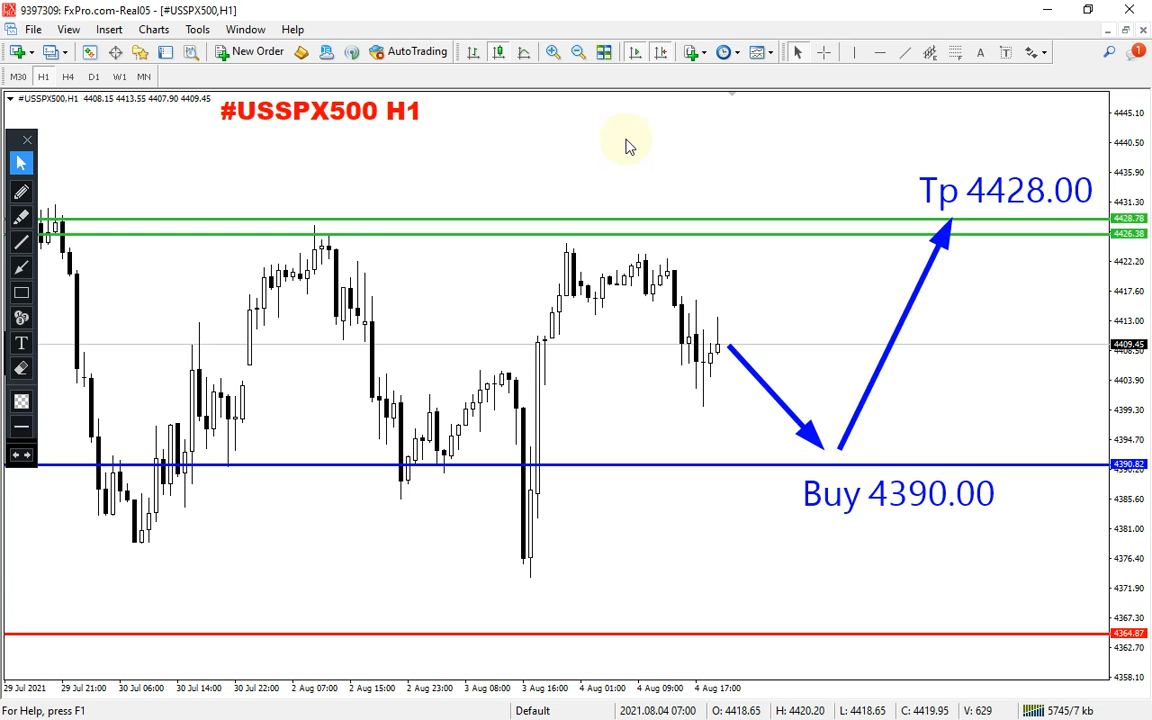 9397309: FxPro.com-Real05 - [#USSPX500,H1]
File View Insert Charts Tools Window Help
New Order AutoTrading A T 1
M30 H1 H4 D1 W1 MN
#USSPX500,H1 4408.15 4413.55 4407.90 4409.45
#USSPX500 H1
4445.10
4440.50
4435.90
Tp 4428.00
4431.30
4428.78
4426.38
4422.20
4417.60
4413.00
4409.45
4408.50
4403.90
4399.30
4394.70
4390.82
4390.20
Buy 4390.00
4385.60
4381.00
4376.40
4371.90
4367.30
4364.87
4362.70
4358.10
29 Jul 2021 29 Jul 21:00 30 Jul 06:00 30 Jul 14:00 30 Jul 22:00 2 Aug 07:00 2 Aug 15:00 2 Aug 23:00 3 Aug 08:00 3 Aug 16:00 4 Aug 01:00 4 Aug 09:00 4 Aug 17:00
For Help, press F1 Default 2021.08.04 07:00 O: 4418.65 H: 4420.20 L: 4418.65 C: 4419.95 V: 629 5745/7 kb